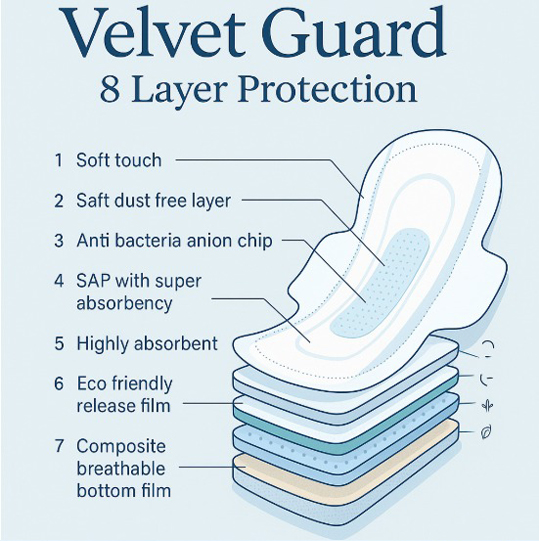 Velvet Guard
8 Layer Protection
1 Soft touch
2 Saft dust free layer
3 Anti bacteria anion chip
4 SAP with super
absorbency
5 Highly absorbent
6 Eco friendly
release film
7 Composite
breathable
bottom film